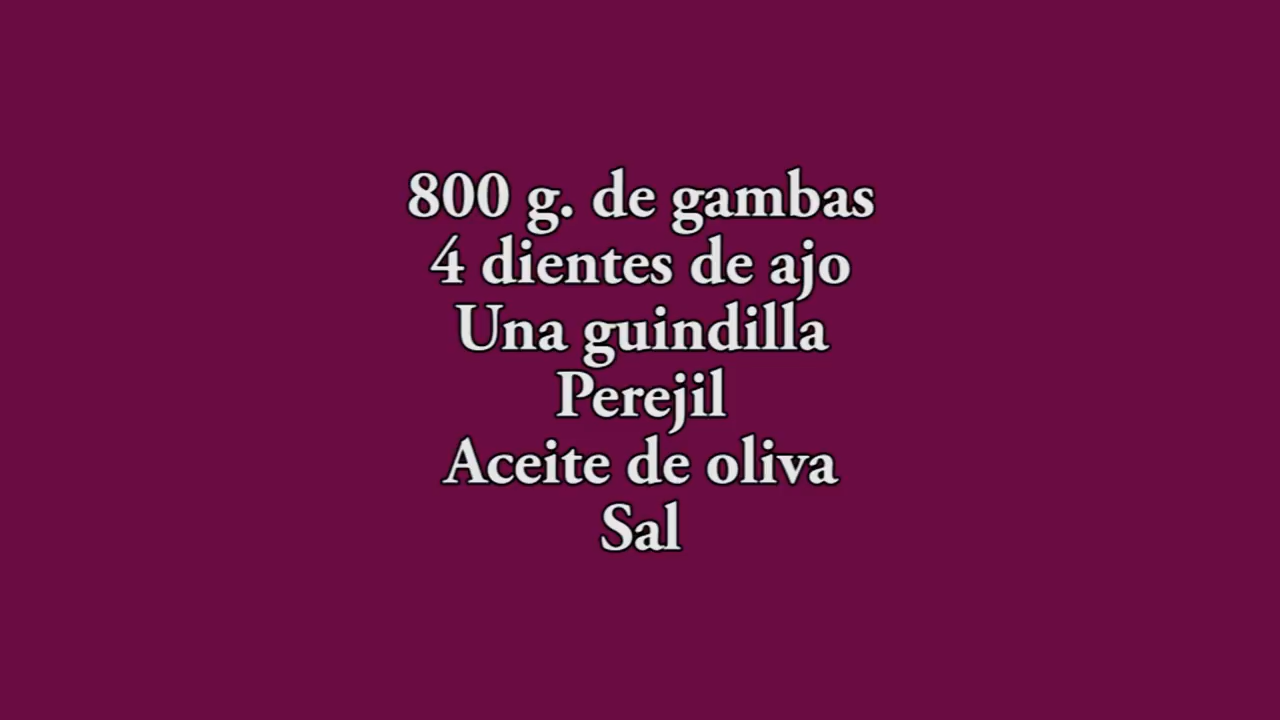 800 g. de gambas
4 dientes de ajo
Una guindilla
Perejil
Aceite de oliva
Sal